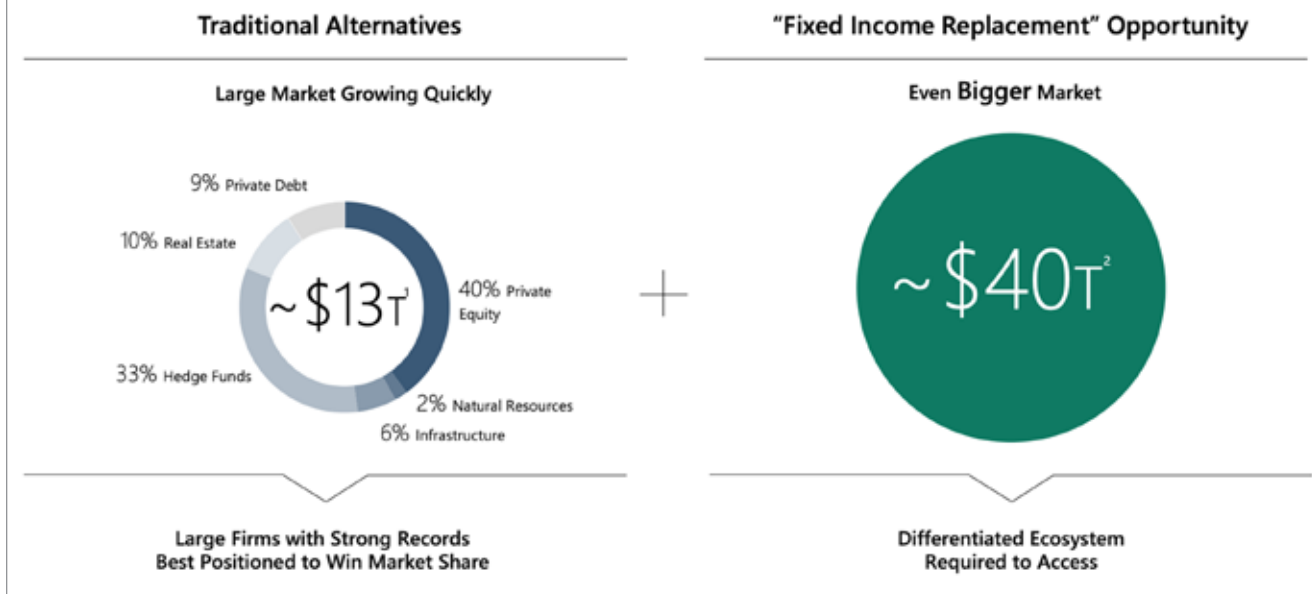 Traditional Alternatives
Large Market Growing Quickly
9% Private Debt
10% Real Estate
~$13T¹
40% Private
Equity
33% Hedge Funds
2% Natural Resources
6% Infrastructure
Large Firms with Strong Records
Best Positioned to Win Market Share
+
“Fixed Income Replacement” Opportunity
Even Bigger Market
~$40T²
Differentiated Ecosystem
Required to Access